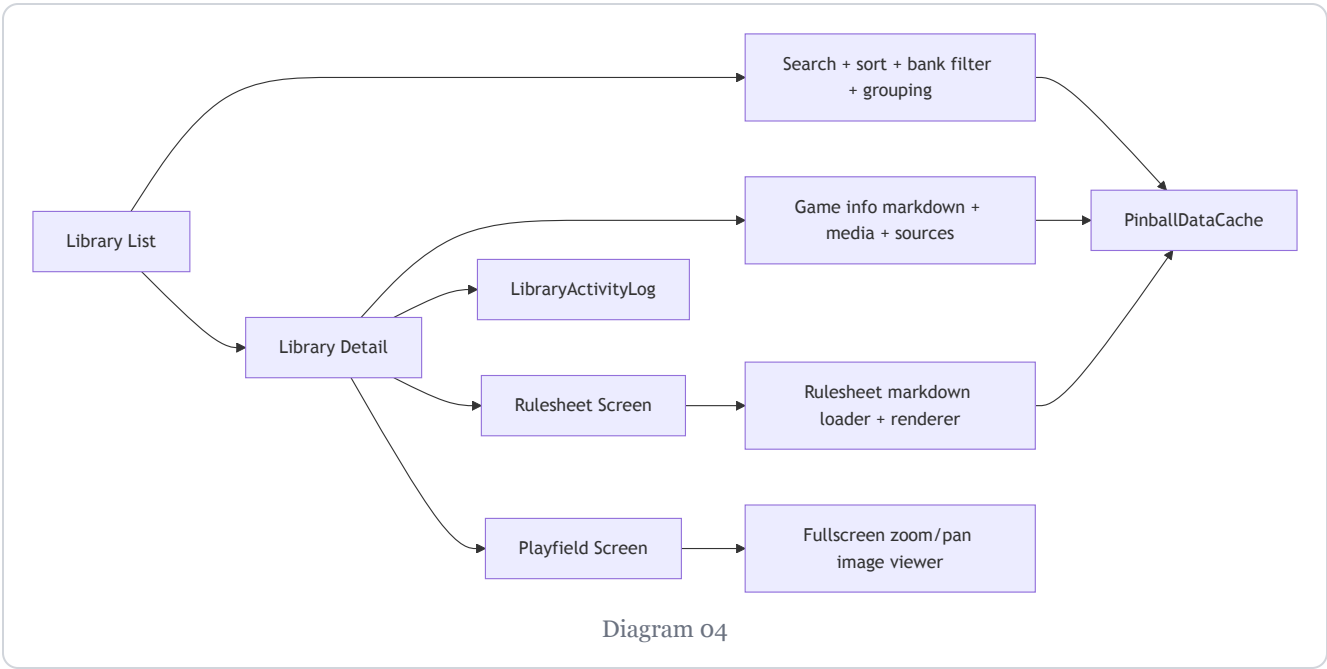 Search + sort + bank filter
+ grouping
Game info markdown +
media + sources
PinballDataCache
Library List
LibraryActivityLog
Library Detail
Rulesheet Screen
Rulesheet markdown
loader + renderer
Playfield Screen
Fullscreen zoom/pan
image viewer
Diagram 04